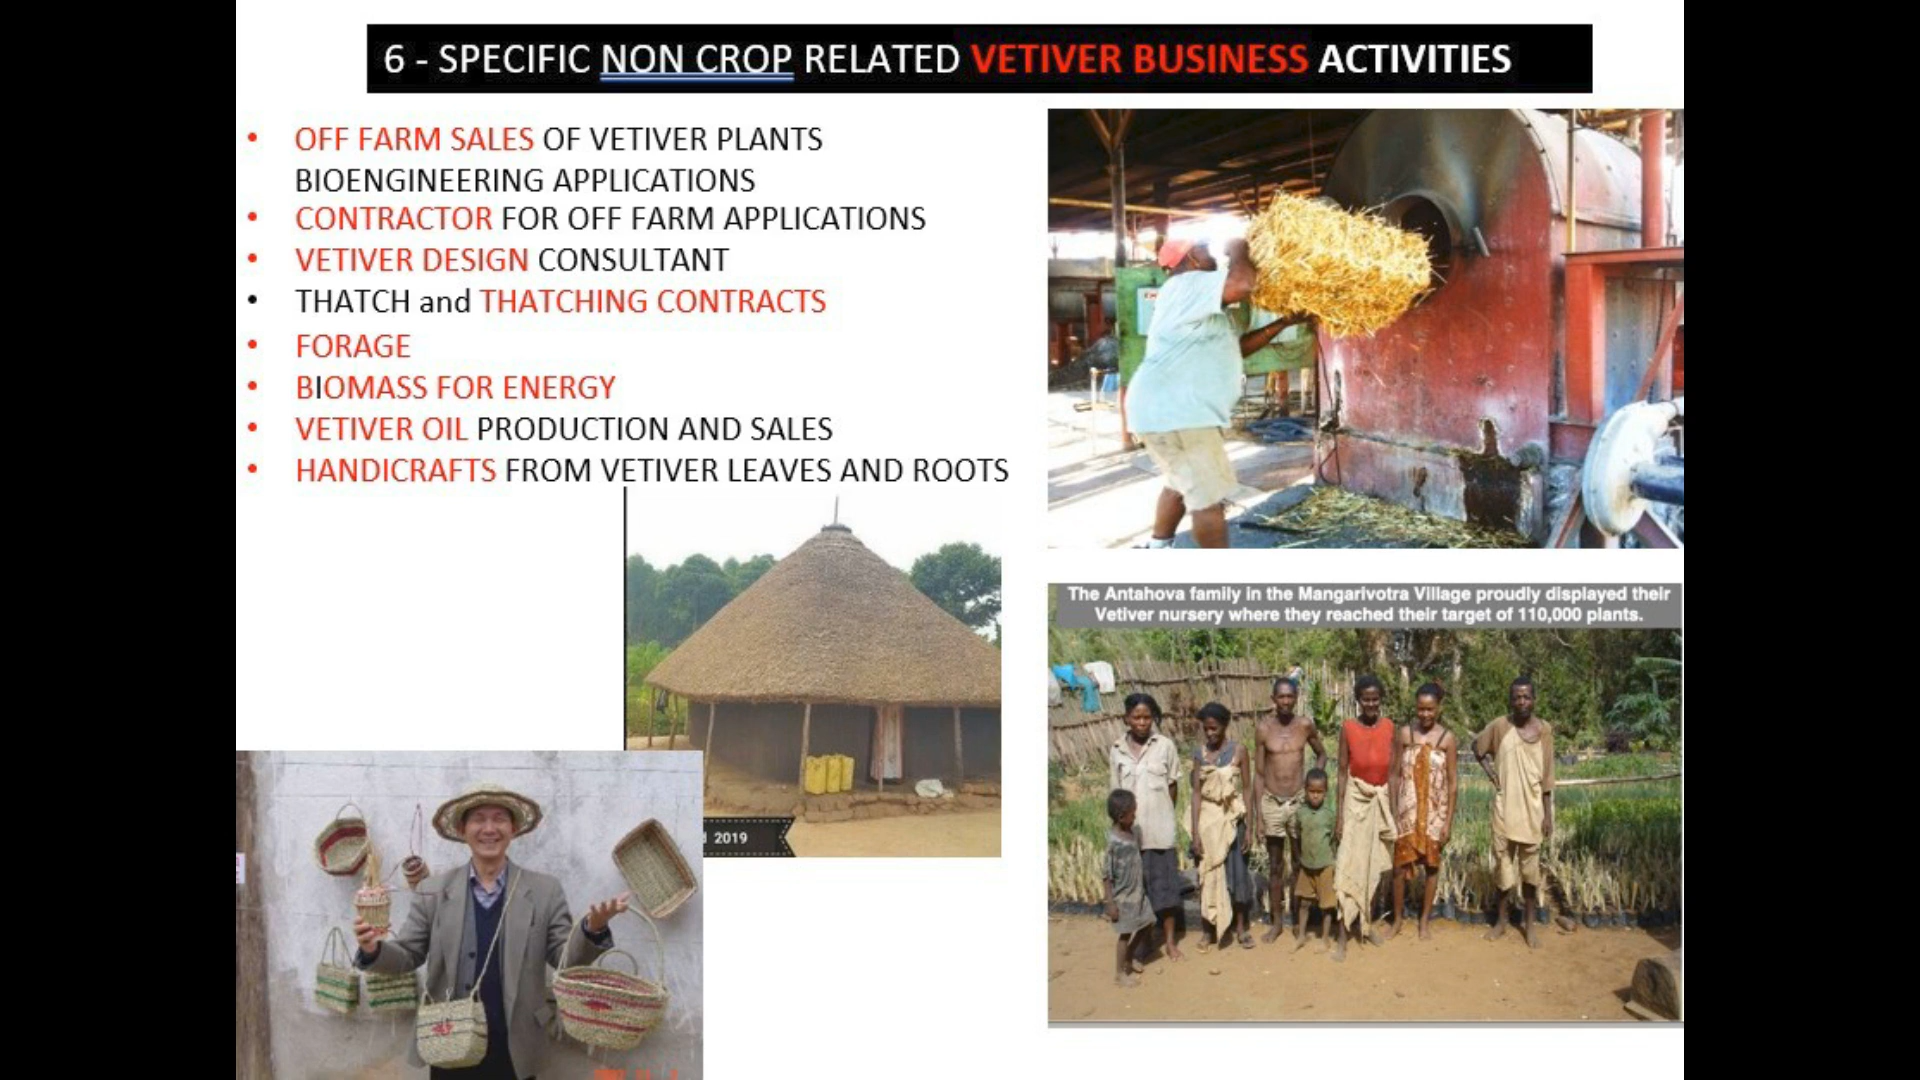 6 - SPECIFIC NON CROP RELATED VETIVER BUSINESS ACTIVITIES
• OFF FARM SALES OF VETIVER PLANTS
BIOENGINEERING APPLICATIONS
• CONTRACTOR FOR OFF FARM APPLICATIONS
• VETIVER DESIGN CONSULTANT
• THATCH and THATCHING CONTRACTS
• FORAGE
• BIOMASS FOR ENERGY
• VETIVER OIL PRODUCTION AND SALES
• HANDICRAFTS FROM VETIVER LEAVES AND ROOTS
The Antahova family in the Mangarivotra Village proudly displayed their
Vetiver nursery where they reached their target of 110,000 plants.
2019